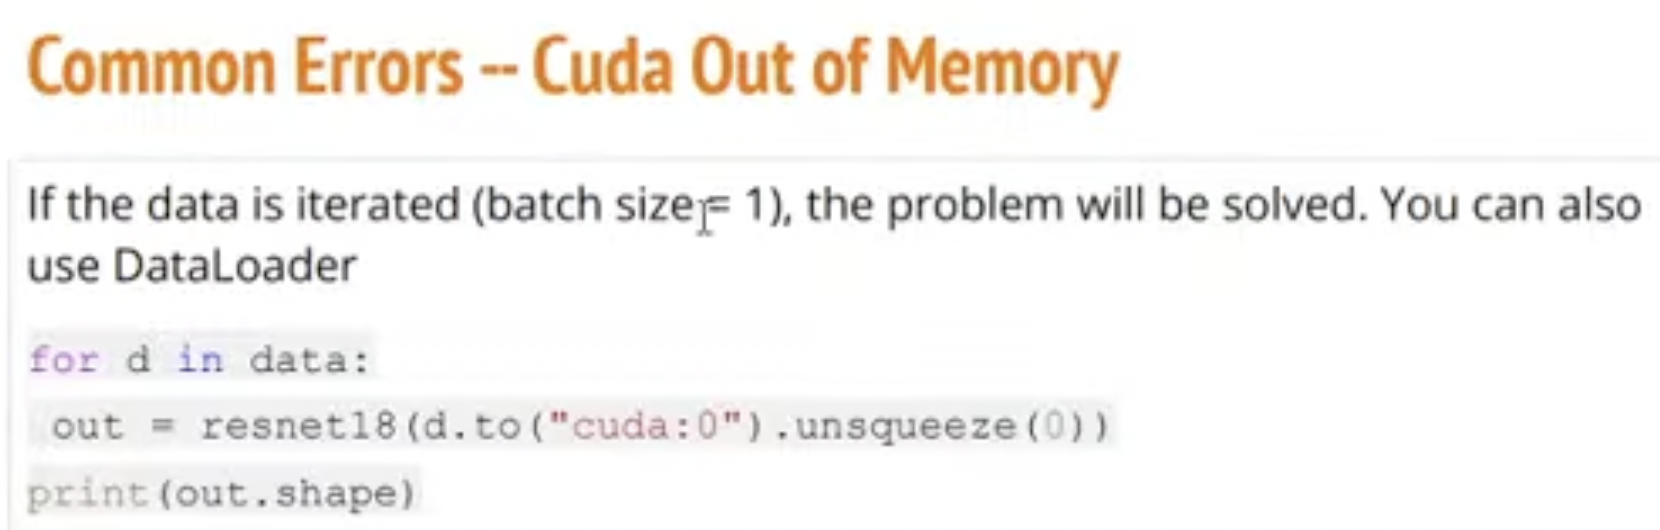 Common Errors -- Cuda Out of Memory
If the data is iterated (batch size = 1), the problem will be solved. You can also
use DataLoader
for d in data:
 out = resnet18(d.to("cuda:0").unsqueeze(0))
print(out.shape)